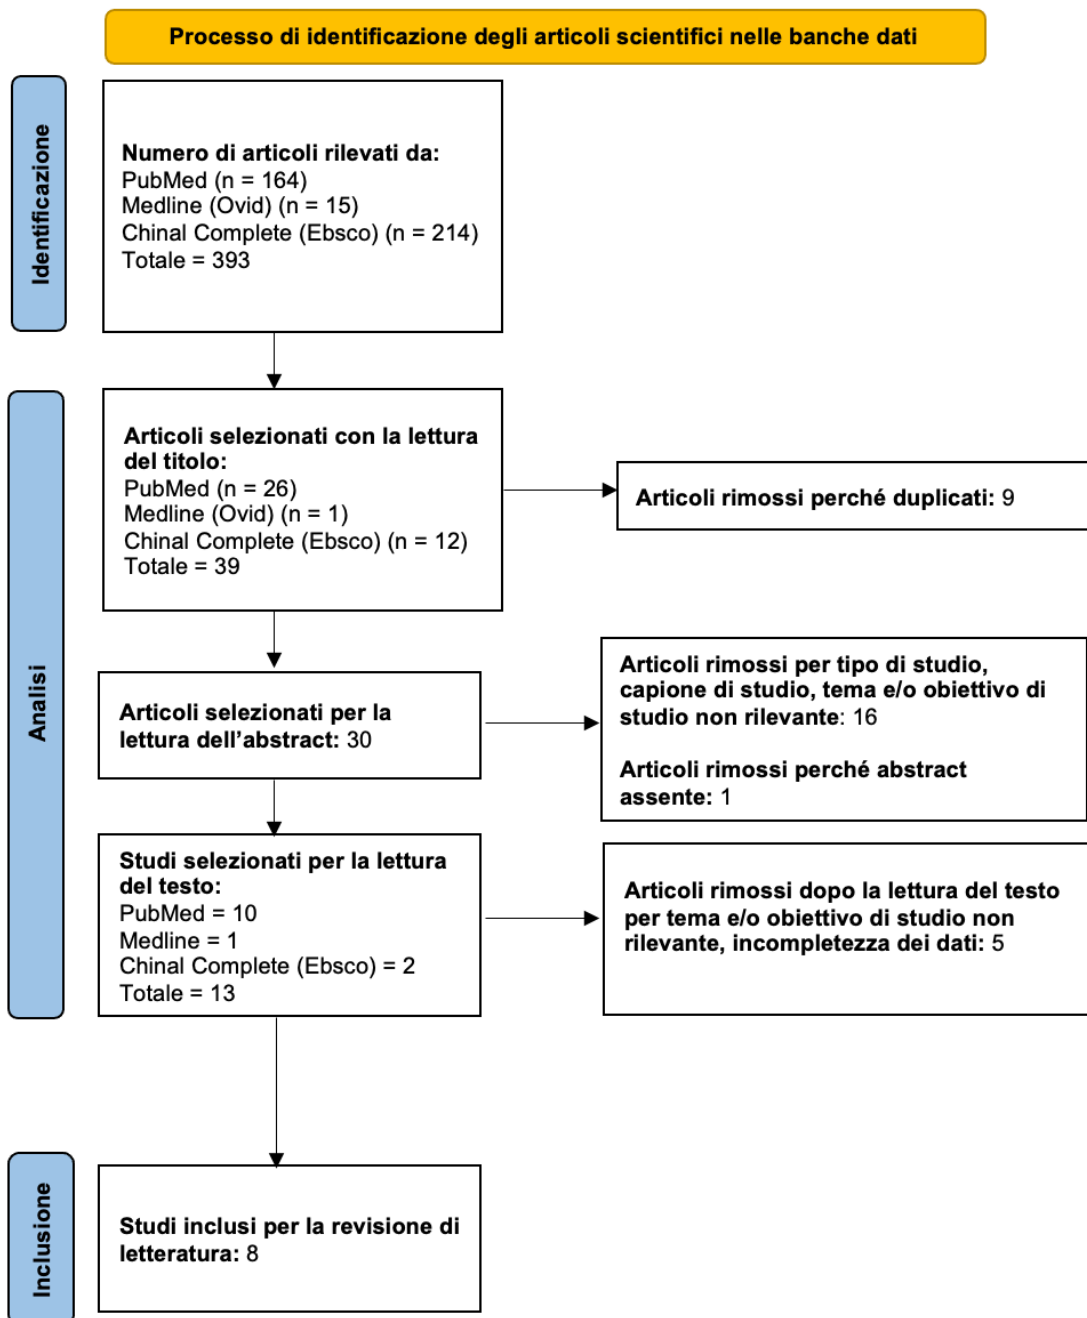 Processo di identificazione degli articoli scientifici nelle banche dati
Identificazione
Numero di articoli rilevati da:
PubMed (n = 164)
Medline (Ovid) (n = 15)
Chinal Complete (Ebsco) (n = 214)
Totale = 393
Analisi
Articoli selezionati con la lettura
del titolo:
PubMed (n = 26)
Medline (Ovid) (n = 1)
Chinal Complete (Ebsco) (n = 12)
Totale = 39
Articoli rimossi perché duplicati: 9
Articoli selezionati per la
lettura dell’abstract: 30
Articoli rimossi per tipo di studio,
capione di studio, tema e/o obiettivo di
studio non rilevante: 16
Articoli rimossi perché abstract
assente: 1
Studi selezionati per la lettura
del testo:
PubMed = 10
Medline = 1
Chinal Complete (Ebsco) = 2
Totale = 13
Articoli rimossi dopo la lettura del testo
per tema e/o obiettivo di studio non
rilevante, incompletezza dei dati: 5
Inclusione
Studi inclusi per la revisione di
letteratura: 8